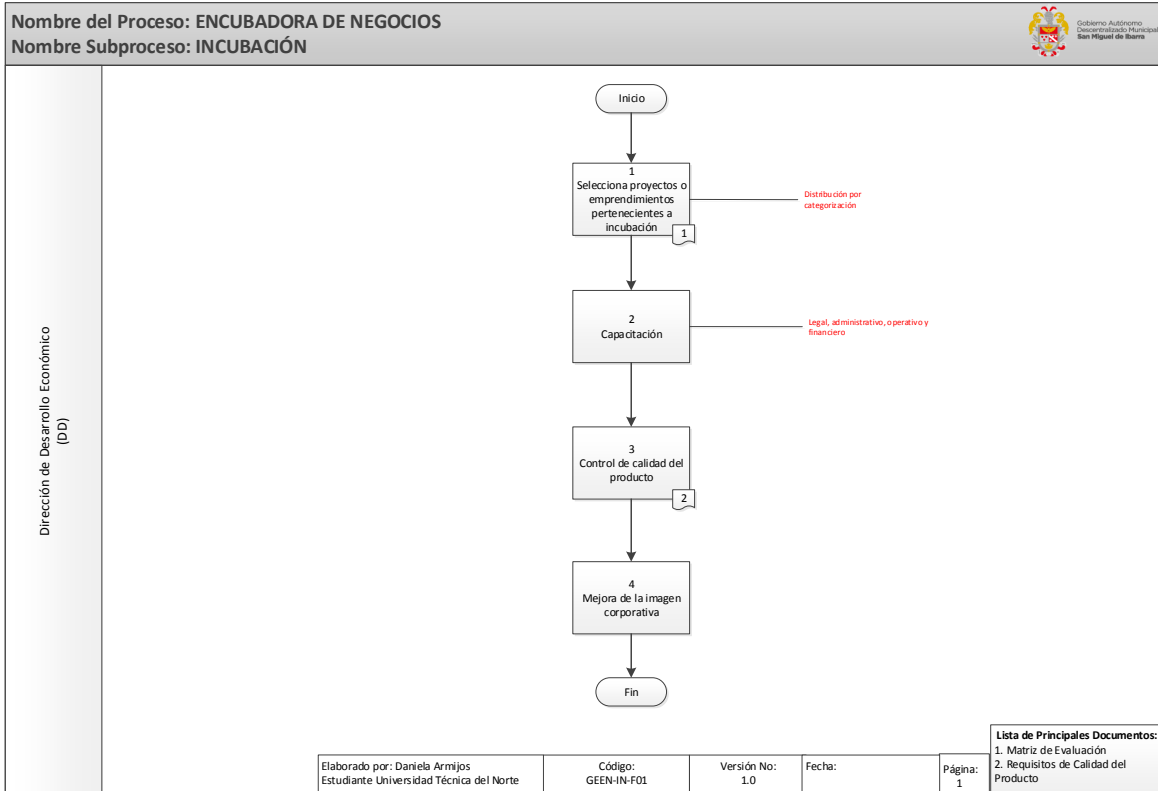 Nombre del Proceso: ENCUBADORA DE NEGOCIOS
Nombre Subproceso: INCUBACIÓN
Gobierno Autónomo
Descentralizado Municipal
San Miguel de Ibarra
Dirección de Desarrollo Económico
(DD)
Inicio
1
Selecciona proyectos o
emprendimientos
pertenecientes a
incubación
1
Distribución por
categorización
2
Capacitación
Legal, administrativo, operativo y
financiero
3
Control de calidad del
producto
2
4
Mejora de la imagen
corporativa
Fin
Elaborado por: Daniela Armijos
Estudiante Universidad Técnica del Norte
Código:
GEEN-IN-F01
Versión No:
1.0
Fecha:
Página:
1
Lista de Principales Documentos:
1. Matriz de Evaluación
2. Requisitos de Calidad del
Producto